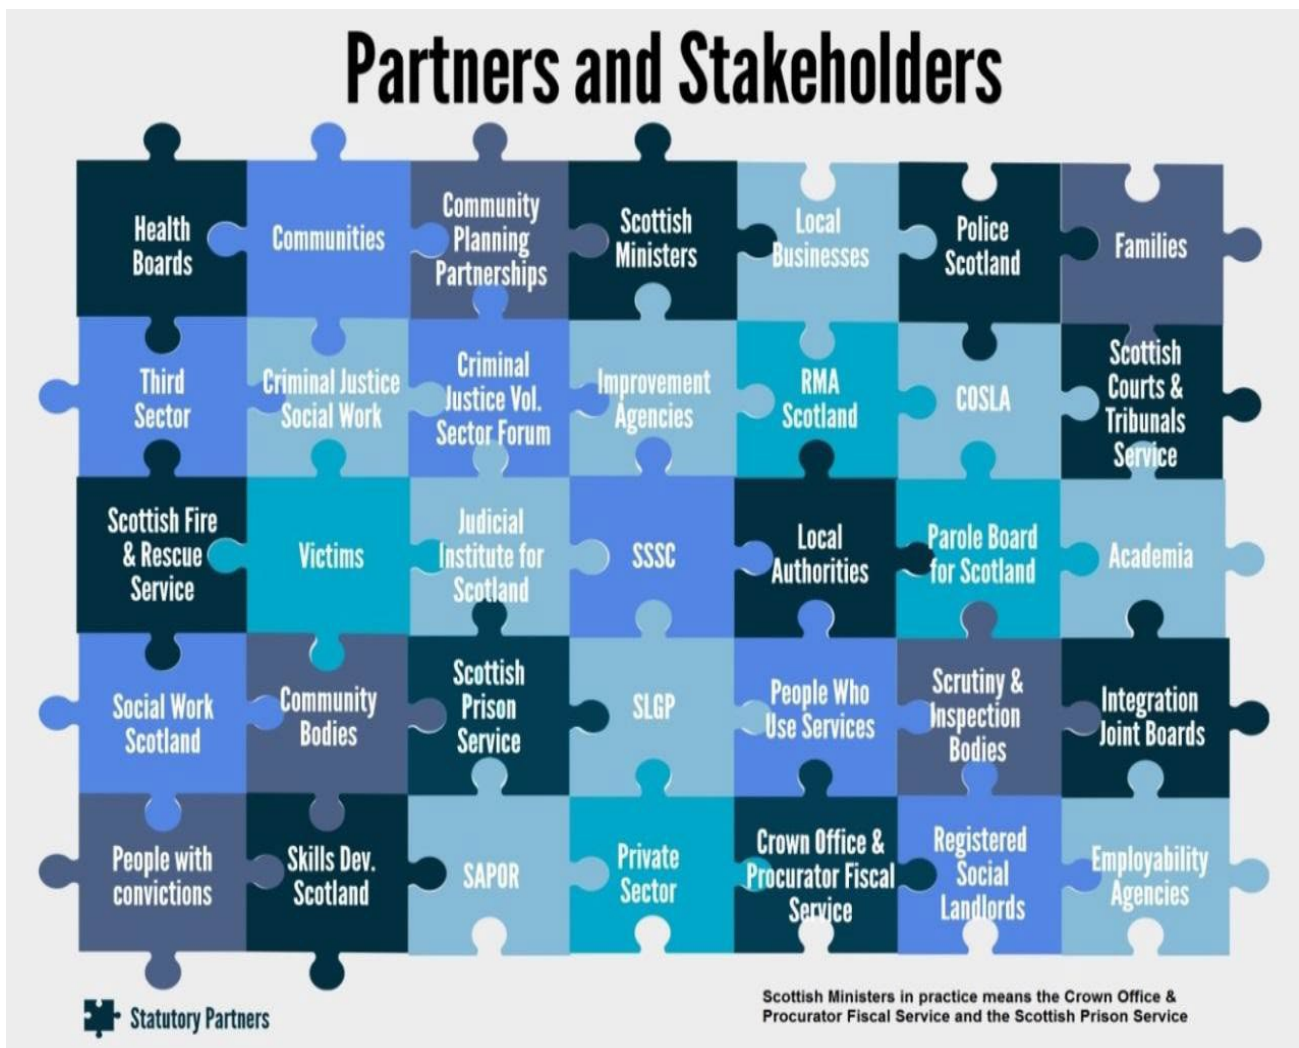 Partners and Stakeholders
Health
Boards
Communities
Community
Planning
Partnerships
Scottish
Ministers
Local
Businesses
Police
Scotland
Families
Third
Sector
Criminal Justice
Social Work
Criminal
Justice Vol.
Sector Forum
Improvement
Agencies
RMA
Scotland
COSLA
Scottish
Courts &
Tribunals
Service
Scottish Fire
& Rescue
Service
Victims
Judicial
Institute for
Scotland
SSSC
Local
Authorities
Parole Board
for Scotland
Academia
Social Work
Scotland
Community
Bodies
Scottish
Prison
Service
SLGP
People Who
Use Services
Scrutiny &
Inspection
Bodies
Integration
Joint Boards
People with
convictions
Skills Dev.
Scotland
SAPOR
Private
Sector
Crown Office &
Procurator Fiscal
Service
Registered
Social
Landlords
Employability
Agencies
Statutory Partners
Scottish Ministers in practice means the Crown Office &
Procurator Fiscal Service and the Scottish Prison Service